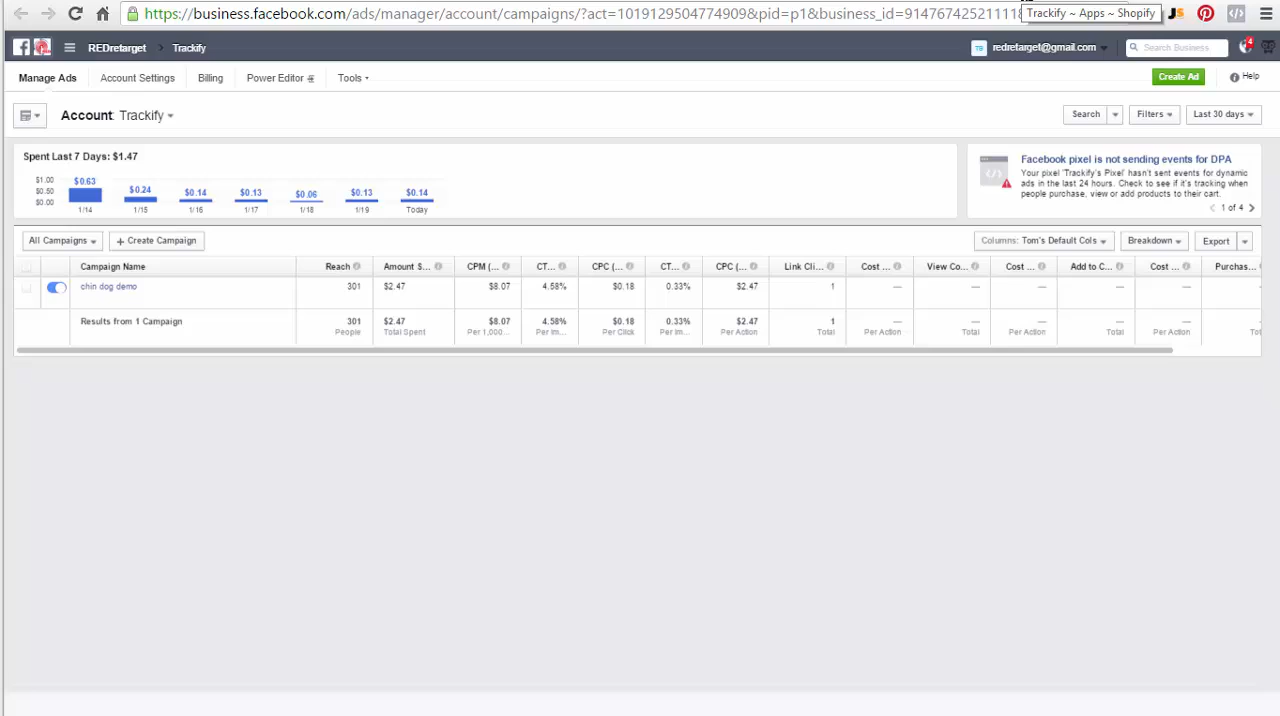 https://business.facebook.com/ads/manager/account/campaigns/?act=1019129504774909&pid=p1&business_id=914767425211118
Trackify ~ Apps ~ Shopify
REDretarget > Trackify
redretarget@gmail.com
Search Business
4
Manage Ads
Account Settings
Billing
Power Editor
Tools
Create Ad
Help
Account: Trackify
Search
Filters
Last 30 days
Spent Last 7 Days: $1.47
$1.00
$0.50
$0.00
$0.63 $0.24 $0.14 $0.13 $0.06 $0.13 $0.14
1/14 1/15 1/16 1/17 1/18 1/19 Today
Facebook pixel is not sending events for DPA
Your pixel 'Trackify's Pixel' hasn't sent events for dynamic
ads in the last 24 hours. Check to see if it's tracking when
people purchase, view or add products to their cart.
1 of 4
All Campaigns
+ Create Campaign
Columns: Tom's Default Cols
Breakdown
Export
Campaign Name Reach Amount S... CPM (... CT... CPC (... CT... CPC (... Link Cli... Cost ... View Co... Cost ... Add to C... Cost ... Purchas...
chin dog demo 301 $2.47 $8.07 4.58% $0.18 0.33% $2.47 1 — — — — —
Results from 1 Campaign 301 $2.47 $8.07 4.58% $0.18 0.33% $2.47 1 — — — — —
People Total Spent Per 1,000... Per Im... Per Click Per Im... Per Action Total Per Action Total Per Action Total Per Action Tot